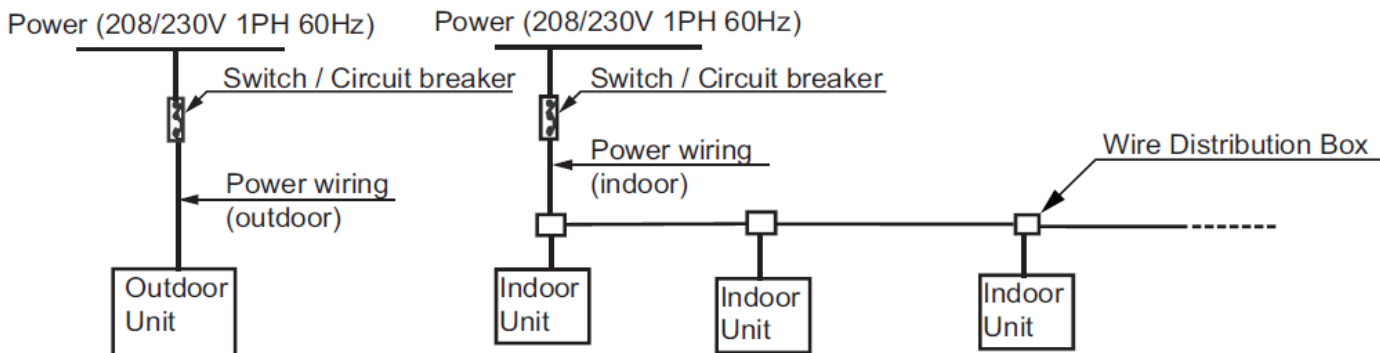 Power (208/230V 1PH 60Hz)
Switch / Circuit breaker
Power wiring
(outdoor)
Outdoor
Unit
Power (208/230V 1PH 60Hz)
Switch / Circuit breaker
Power wiring
(indoor)
Wire Distribution Box
Indoor
Unit
Indoor
Unit
Indoor
Unit